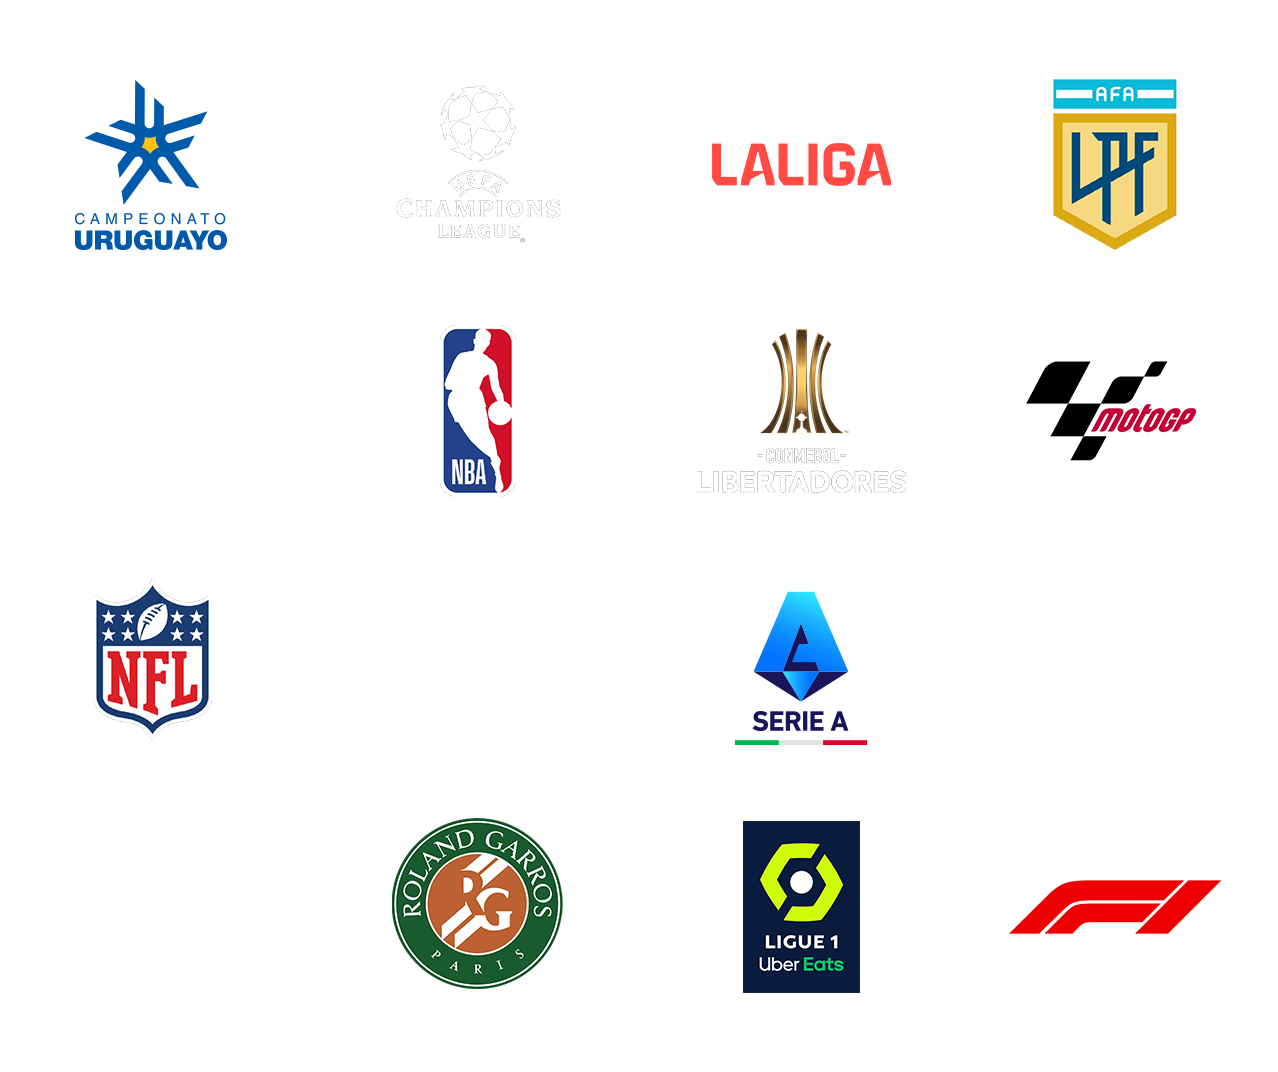 CAMPEONATO
URUGUAYO
UEFA
CHAMPIONS
LEAGUE®
LALIGA
AFA
LPF
NBA
-CONMEBOL-
LIBERTADORES
motoGP
NFL
SERIE A
ROLAND GARROS
RG
PARIS
LIGUE 1
Uber Eats
F1